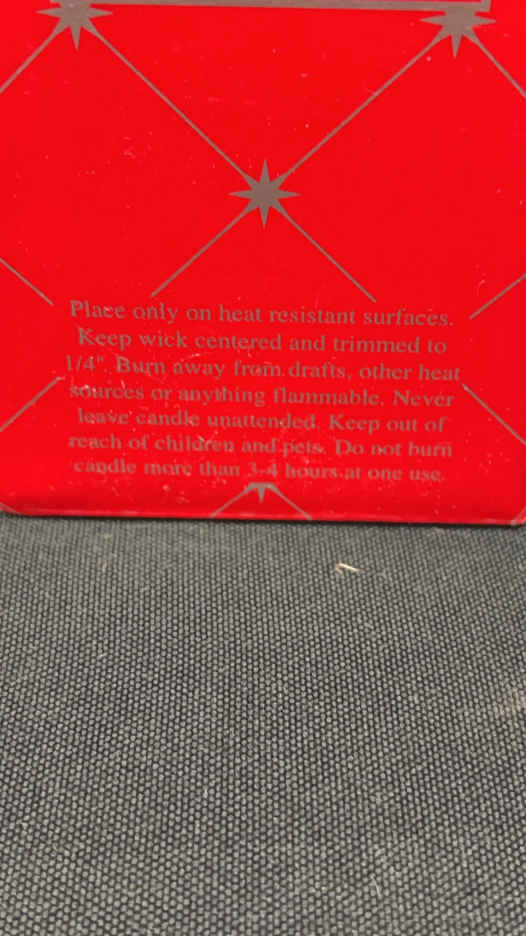 Place only on heat resistant surfaces.
Keep wick centered and trimmed to
1/4". Burn away from drafts, other heat
sources or anything flammable. Never
leave candle unattended. Keep out of
reach of children and pets. Do not burn
candle more than 3-4 hours at one use.